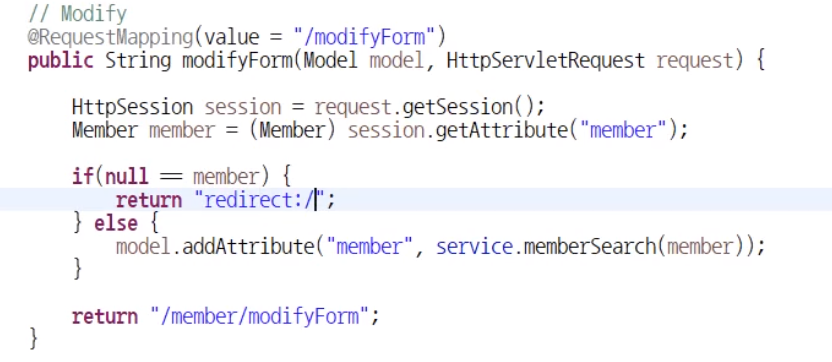 // Modify
@RequestMapping(value = "/modifyForm")
public String modifyForm(Model model, HttpServletRequest request) {
HttpSession session = request.getSession();
Member member = (Member) session.getAttribute("member");
if(null == member) {
return "redirect:/";
} else {
model.addAttribute("member", service.memberSearch(member));
}
return "/member/modifyForm";
}